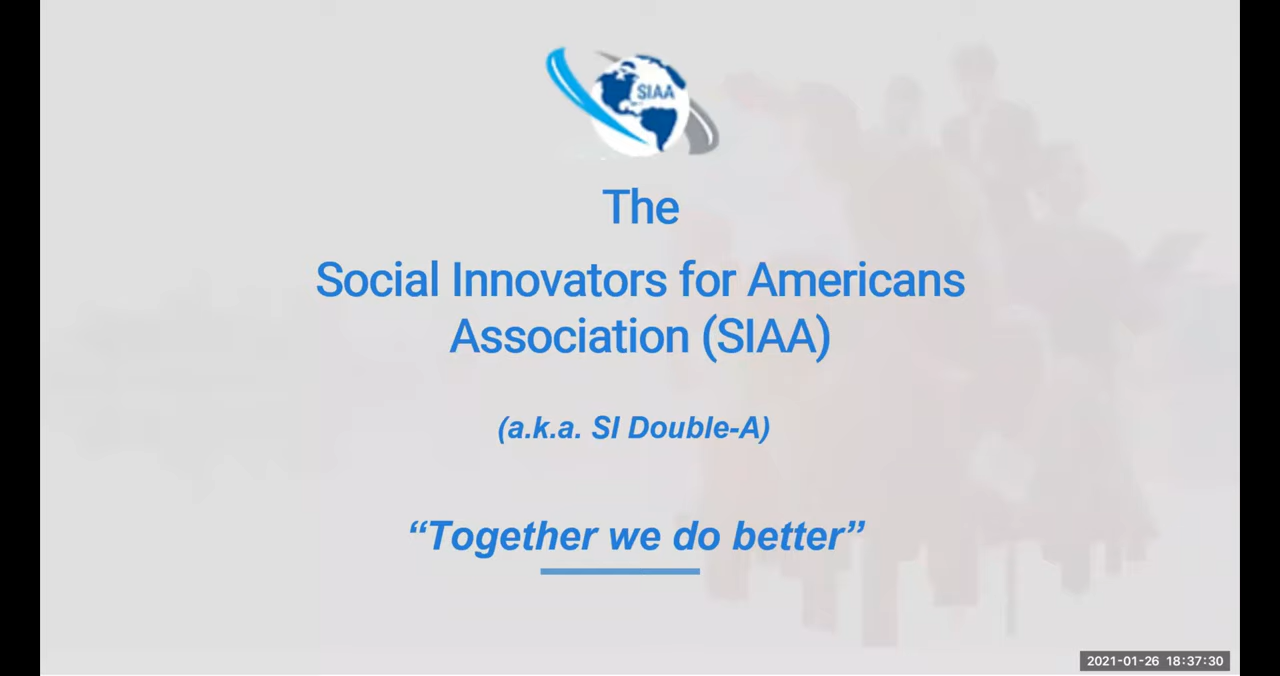 SIAA
The
Social Innovators for Americans
Association (SIAA)
(a.k.a. SI Double-A)
“Together we do better”
2021-01-26 18:37:30